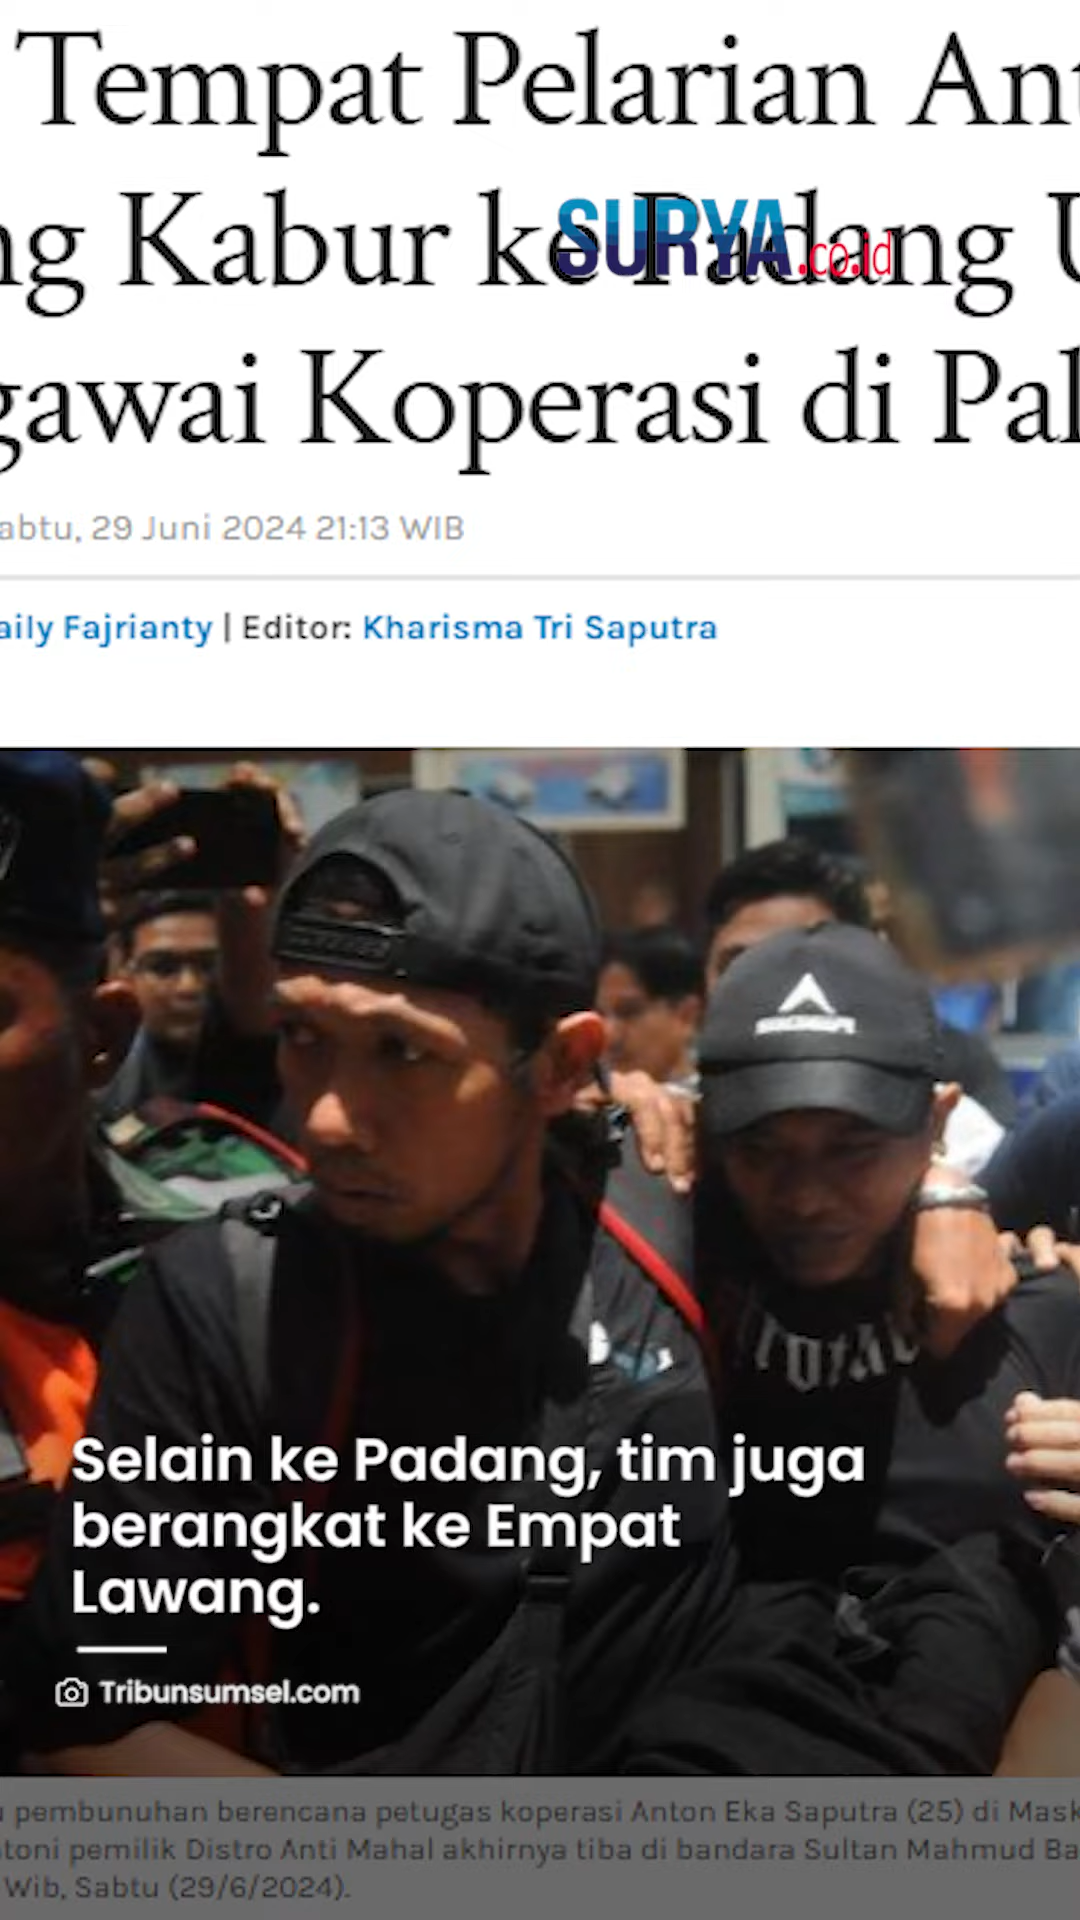 Tempat Pelarian Ant
ng Kabur ke Padang U
SURYA.co.id
gawai Koperasi di Pal
abtu, 29 Juni 2024 21:13 WIB
aily Fajrianty | Editor: Kharisma Tri Saputra
Selain ke Padang, tim juga
berangkat ke Empat
Lawang.
Tribunsumsel.com
pembunuhan berencana petugas koperasi Anton Eka Saputra (25) di Mask
toni pemilik Distro Anti Mahal akhirnya tiba di bandara Sultan Mahmud Ba
Wib, Sabtu (29/6/2024).